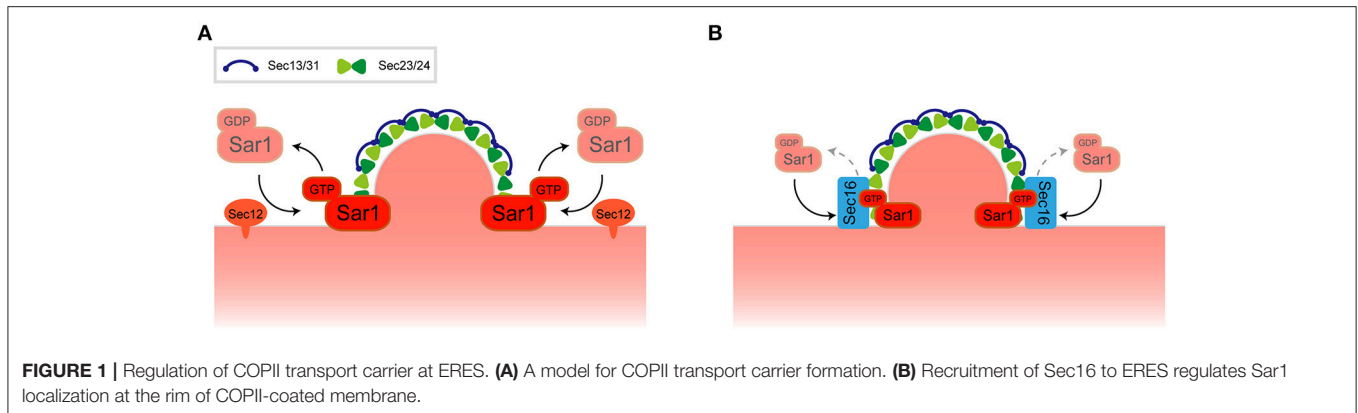 A
Sec13/31
Sec23/24
GDP
Sar1
GTP
Sar1
Sec12
GDP
Sar1
GTP
Sar1
Sec12
B
GDP
Sar1
Sec16
GTP
Sar1
GDP
Sar1
GTP
Sar1
Sec16
FIGURE 1 | Regulation of COPII transport carrier at ERES. (A) A model for COPII transport carrier formation. (B) Recruitment of Sec16 to ERES regulates Sar1
localization at the rim of COPII-coated membrane.